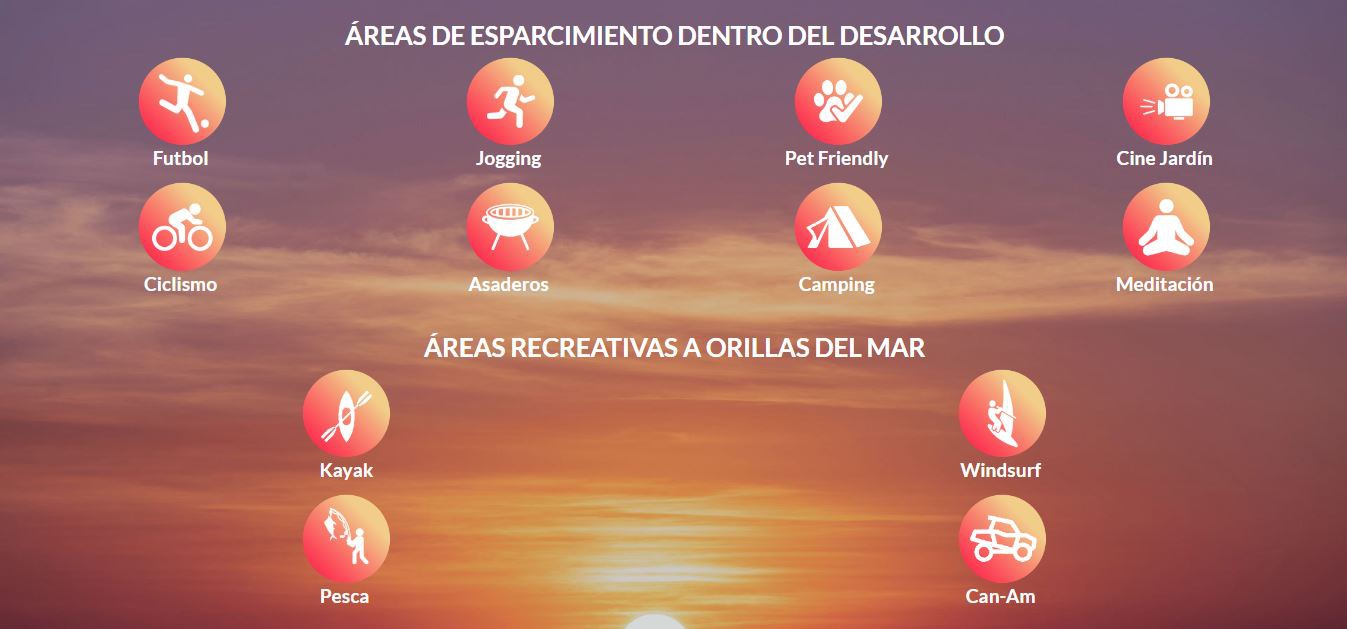 ÁREAS DE ESPARCIMIENTO DENTRO DEL DESARROLLO
Futbol
Jogging
Pet Friendly
Cine Jardín
Ciclismo
Asaderos
Camping
Meditación
ÁREAS RECREATIVAS A ORILLAS DEL MAR
Kayak
Windsurf
Pesca
Can-Am